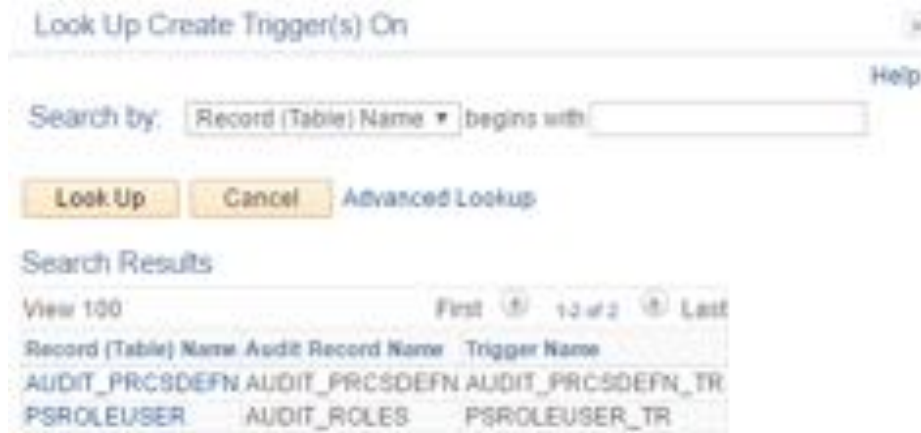 Look Up Create Trigger(s) On
Help
Search by: Record (Table) Name ▼ begins with
Look Up Cancel Advanced Lookup
Search Results
View 100 First 1-2 of 2 Last
Record (Table) Name Audit Record Name Trigger Name
AUDIT_PRCSDEFN AUDIT_PRCSDEFN AUDIT_PRCSDEFN_TR
PSROLEUSER AUDIT_ROLES PSROLEUSER_TR